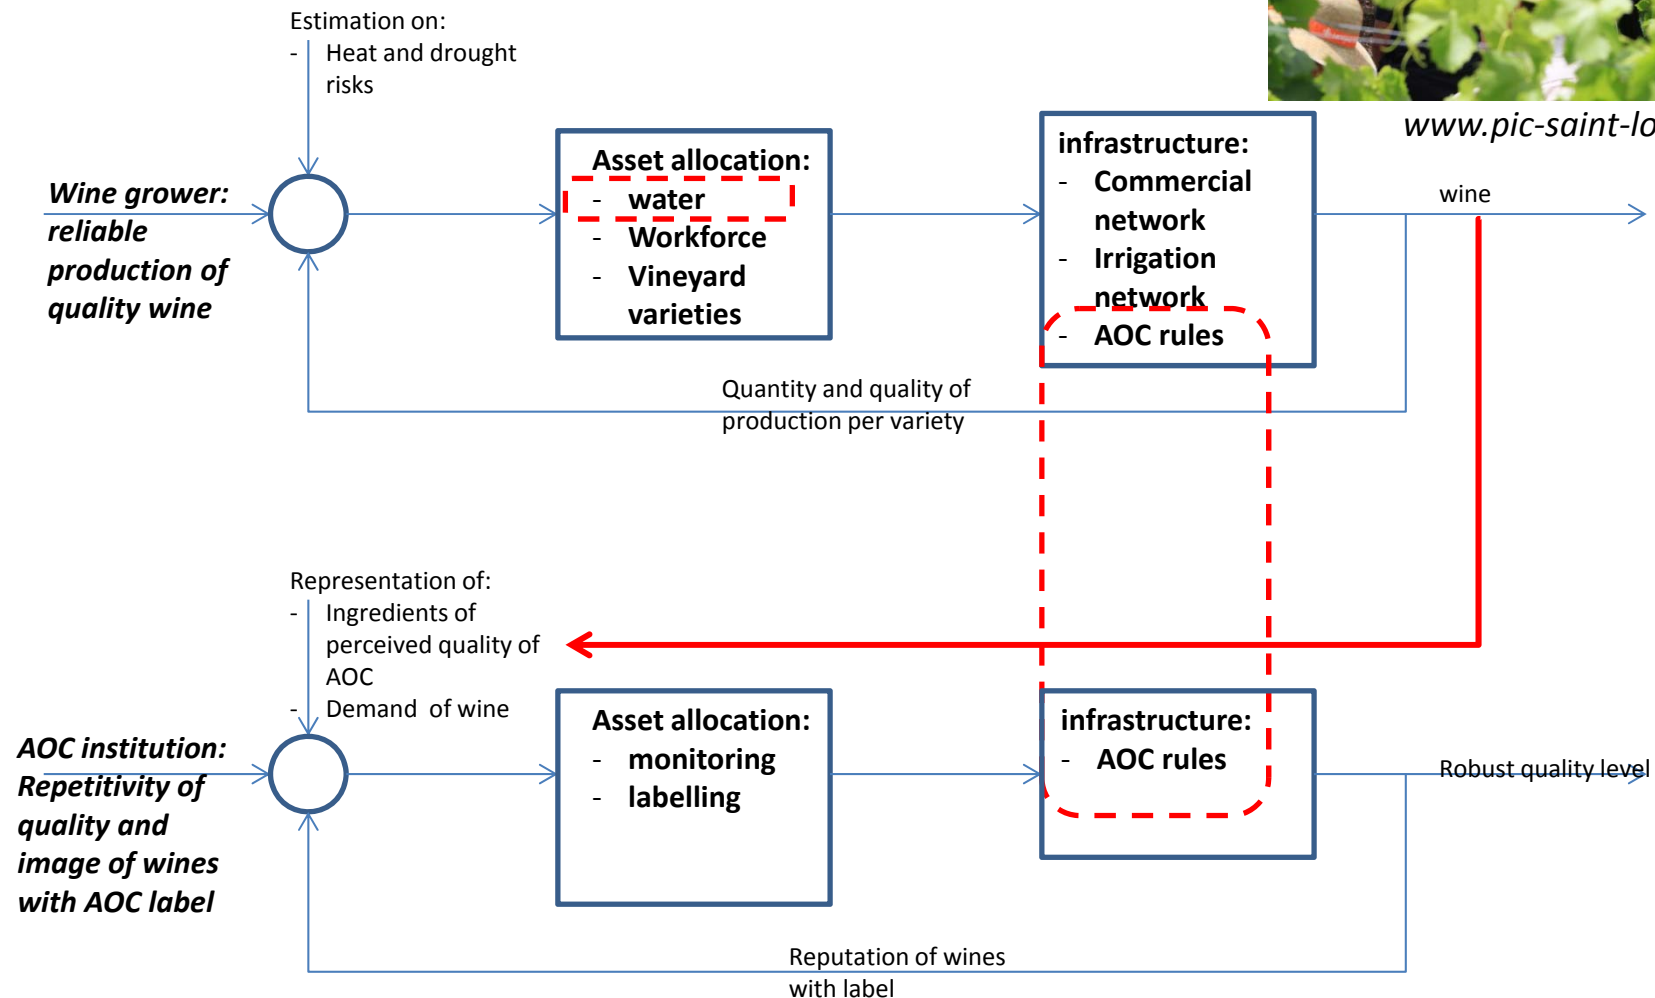 Estimation on:
- Heat and drought
risks
www.pic-saint-lo
Wine grower:
reliable
production of
quality wine
Asset allocation:
- water
- Workforce
- Vineyard
varieties
infrastructure:
- Commercial
network
- Irrigation
network
- AOC rules
wine
Quantity and quality of
production per variety
Representation of:
- Ingredients of
perceived quality of
AOC
- Demand of wine
AOC institution:
Repetitivity of
quality and
image of wines
with AOC label
Asset allocation:
- monitoring
- labelling
infrastructure:
- AOC rules
Robust quality level
Reputation of wines
with label